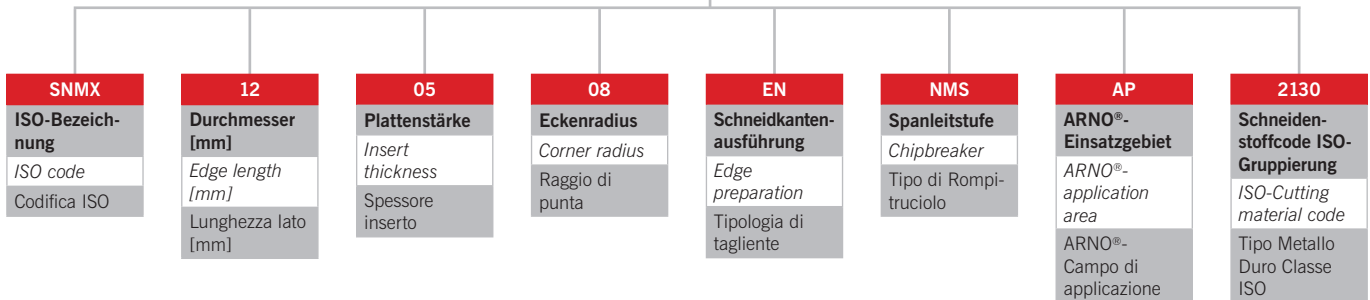 SNMX
ISO-Bezeich-
nung
ISO code
Codifica ISO
12
Durchmesser
[mm]
Edge length
[mm]
Lunghezza lato
[mm]
05
Plattenstärke
Insert
thickness
Spessore
inserto
08
Eckenradius
Corner radius
Raggio di
punta
EN
Schneidkanten-
ausführung
Edge
preparation
Tipologia di
tagliente
NMS
Spanleitstufe
Chipbreaker
Tipo di Rompi-
truciolo
AP
ARNO®-
Einsatzgebiet
ARNO®-
application
area
ARNO®-
Campo di
applicazione
2130
Schneiden-
stoffcode ISO-
Gruppierung
ISO-Cutting
material code
Tipo Metallo
Duro Classe
ISO